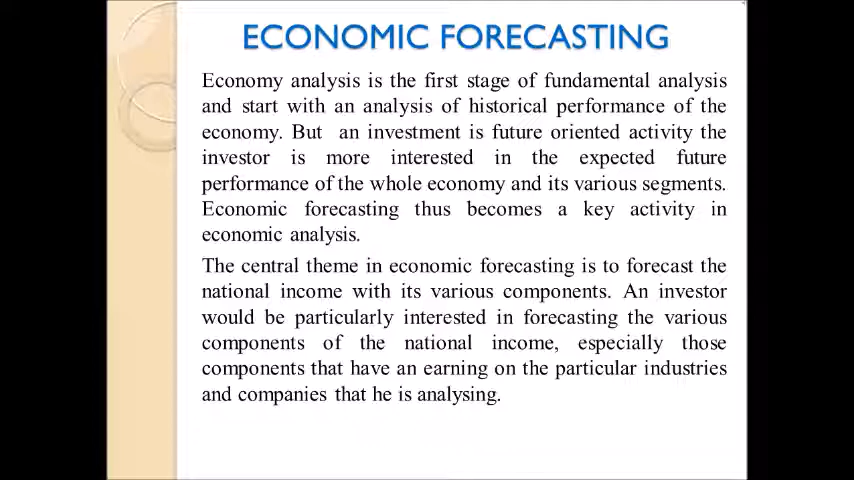 ECONOMIC FORECASTING
Economy analysis is the first stage of fundamental analysis
and start with an analysis of historical performance of the
economy. But an investment is future oriented activity the
investor is more interested in the expected future
performance of the whole economy and its various segments.
Economic forecasting thus becomes a key activity in
economic analysis.
The central theme in economic forecasting is to forecast the
national income with its various components. An investor
would be particularly interested in forecasting the various
components of the national income, especially those
components that have an earning on the particular industries
and companies that he is analysing.